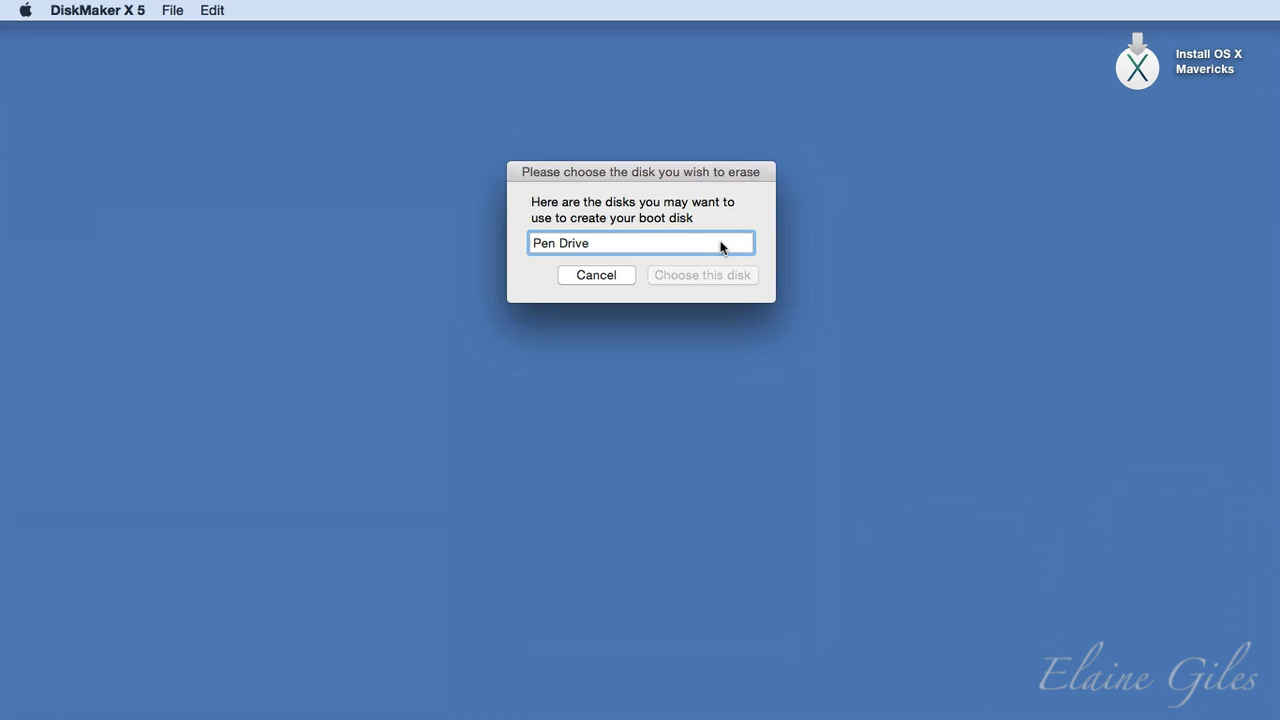 DiskMaker X 5 File Edit
Install OS X
Mavericks
Please choose the disk you wish to erase
Here are the disks you may want to
use to create your boot disk
Pen Drive
Cancel Choose this disk
Elaine Giles